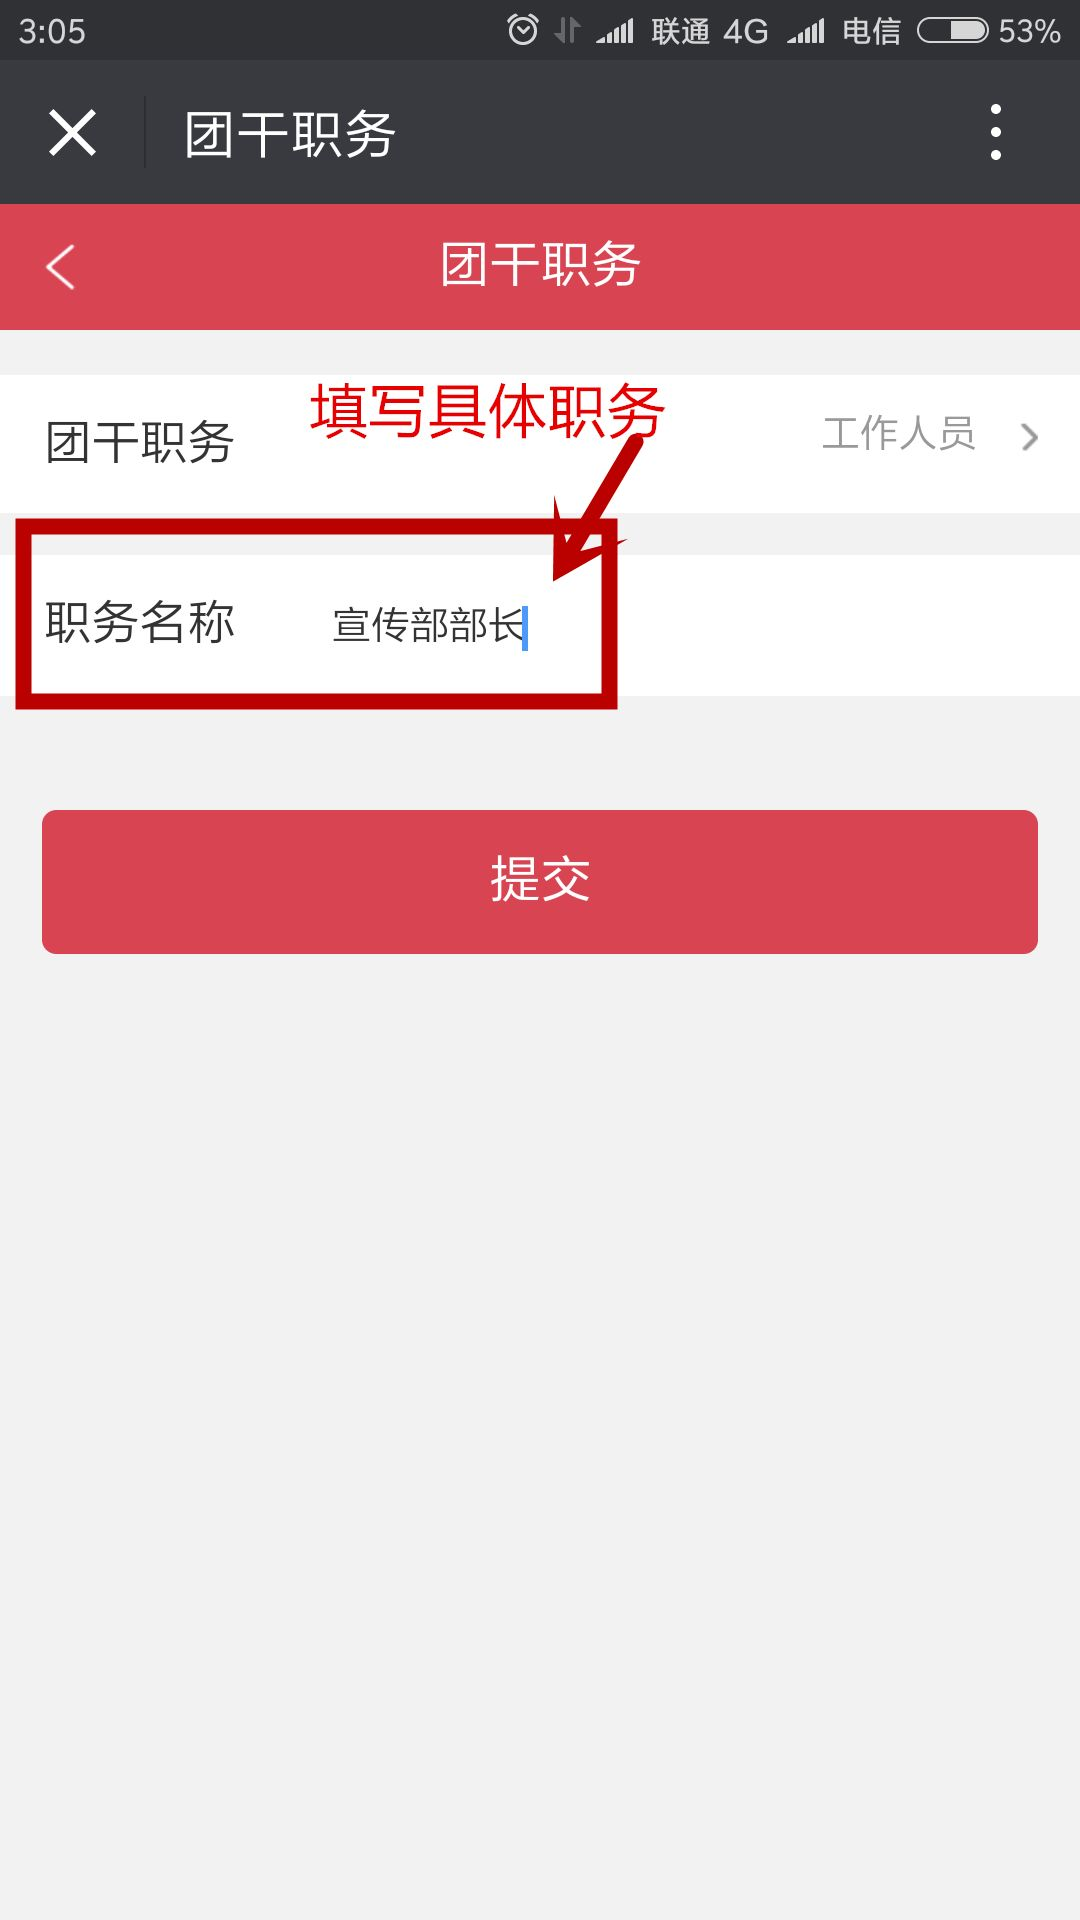 3:05 联通 4G 电信 53%
团干职务
团干职务
填写具体职务
团干职务 工作人员
职务名称 宣传部部长
提交